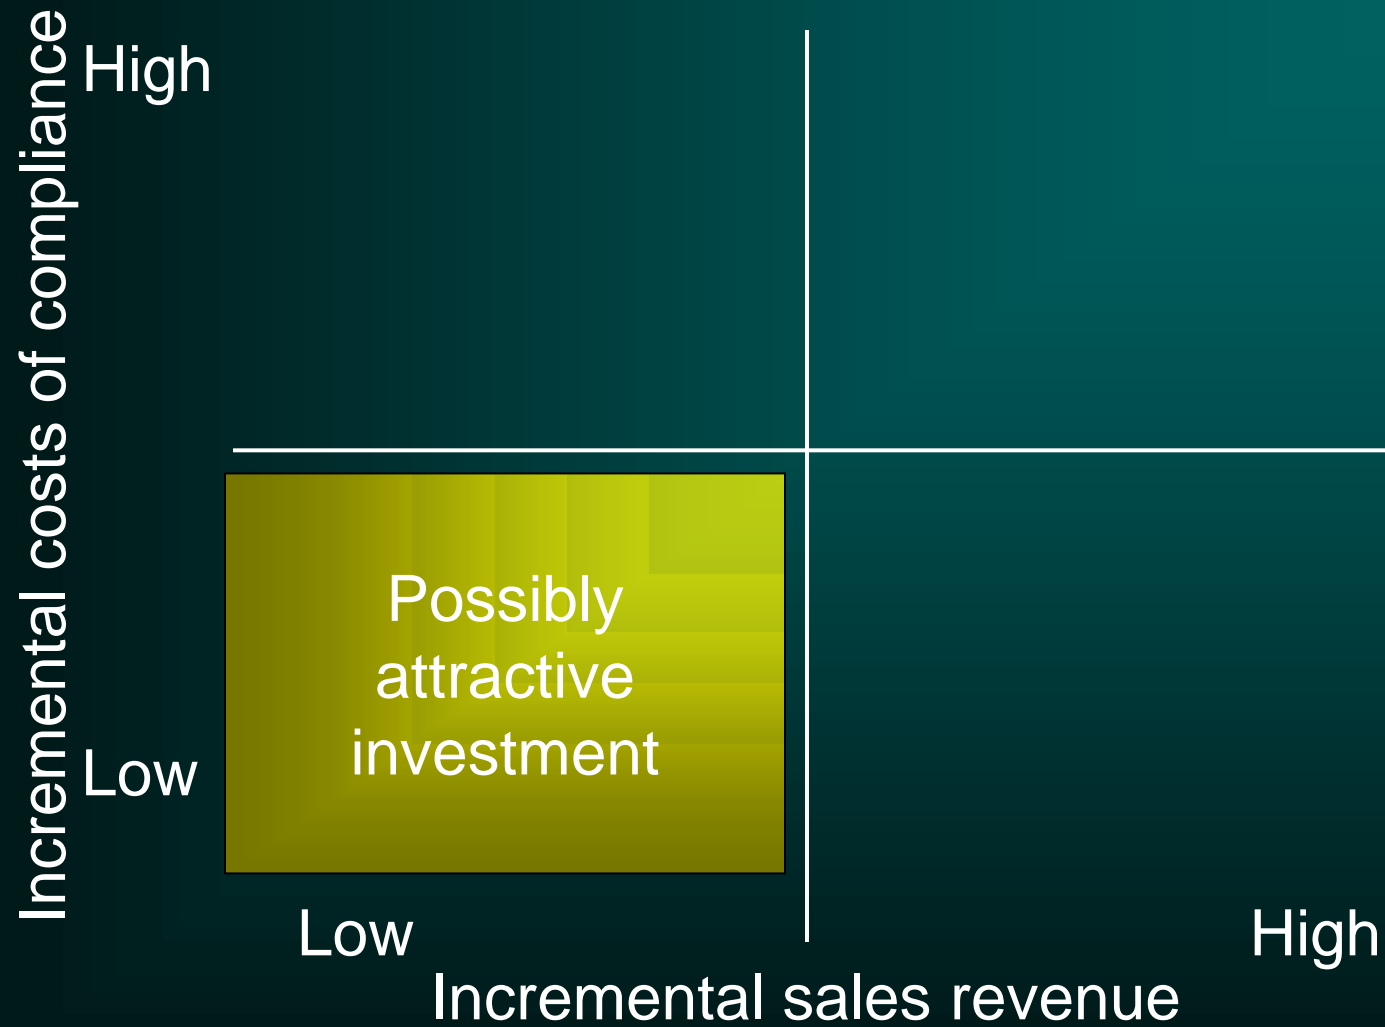 Incremental costs of compliance
High
Possibly
attractive
investment
Low
Low
High
Incremental sales revenue